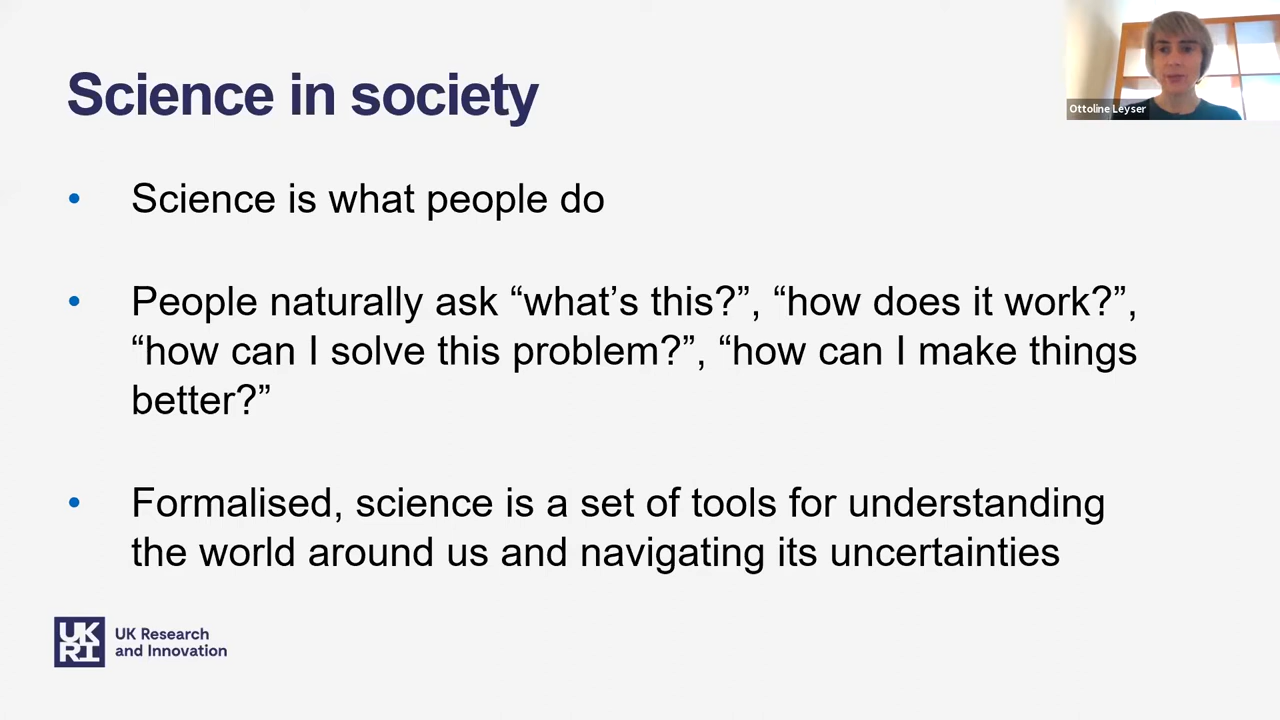 Science in society
Ottoline Leyser
• Science is what people do
• People naturally ask “what’s this?”, “how does it work?”,
“how can I solve this problem?”, “how can I make things
better?”
• Formalised, science is a set of tools for understanding
the world around us and navigating its uncertainties
UK
RI
UK Research
and Innovation